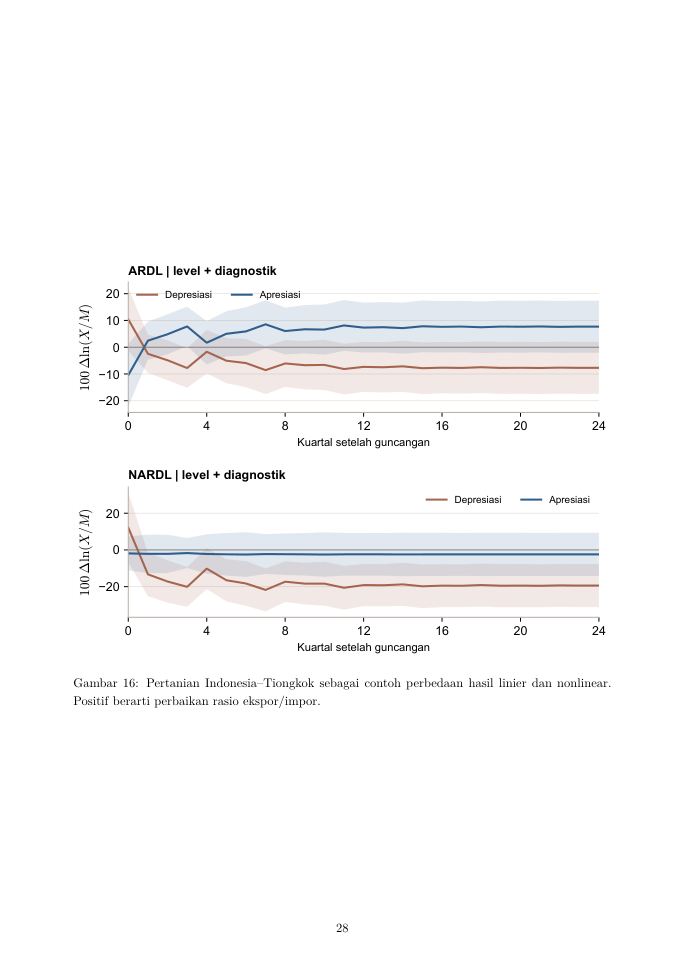 ARDL | level + diagnostik
Depresiasi
Apresiasi
100 Δln(X/M)
20
10
0
−10
−20
0
4
8
12
16
20
24
Kuartal setelah guncangan
NARDL | level + diagnostik
Depresiasi
Apresiasi
100 Δln(X/M)
20
0
−20
0
4
8
12
16
20
24
Kuartal setelah guncangan
Gambar 16: Pertanian Indonesia–Tiongkok sebagai contoh perbedaan hasil linier dan nonlinear.
Positif berarti perbaikan rasio ekspor/impor.
28